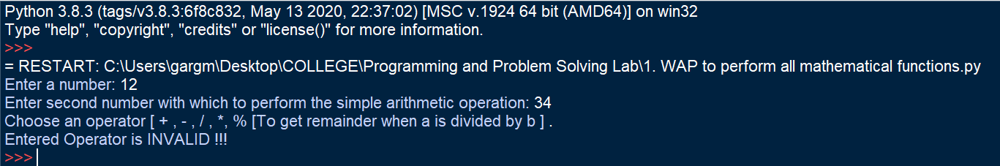 Python 3.8.3 (tags/v3.8.3:6f8c832, May 13 2020, 22:37:02) [MSC v.1924 64 bit (AMD64)] on win32
Type "help", "copyright", "credits" or "license()" for more information.
>>>
= RESTART: C:\Users\gargm\Desktop\COLLEGE\Programming and Problem Solving Lab\1. WAP to perform all mathematical functions.py
Enter a number: 12
Enter second number with which to perform the simple arithmetic operation: 34
Choose an operator [ + , - , / , *, % [To get remainder when a is divided by b ] .
Entered Operator is INVALID !!!
>>>